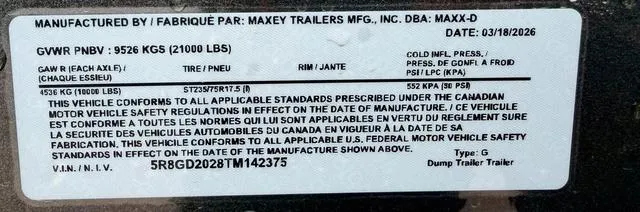 MANUFACTURED BY / FABRIQUÉ PAR: MAXEY TRAILERS MFG., INC. DBA: MAXX-D
DATE: 03/18/2026
GVWR PNBV : 9526 KGS (21000 LBS)
GAWR (EACH AXLE) / (CHAQUE ESSIEU)
TIRE / PNEU
RIM / JANTE
COLD INFL. PRESS. / PRESS. DE GONFL A FROID PSI / LPC (KPA)
4536 KG (10000 LBS) ST235/75R17.5 (I) 552 KPA (80 PSI)
THIS VEHICLE CONFORMS TO ALL APPLICABLE STANDARDS PRESCRIBED UNDER THE CANADIAN
MOTOR VEHICLE SAFETY REGULATIONS IN EFFECT ON THE DATE OF MANUFACTURE. / CE VEHICULE
EST CONFORME A TOUTES LES NORMES QUI LUI SONT APPLICABLES EN VERTU DU REGLEMENT SURE
LA SECURITE DES VEHICULES AUTOMOBILES DU CANADA EN VIGUEUR À LA DATE DE SA
FABRICATION. THIS VEHICLE CONFORMS TO ALL APPLICABLE U.S. FEDERAL MOTOR VEHICLE SAFETY
STANDARDS IN EFFECT ON THE DATE OF THE MANUFACTURE SHOWN ABOVE.
Type: G
V.I.N. / N.I.V. 5R8GD2028TM142375 Dump Trailer Trailer